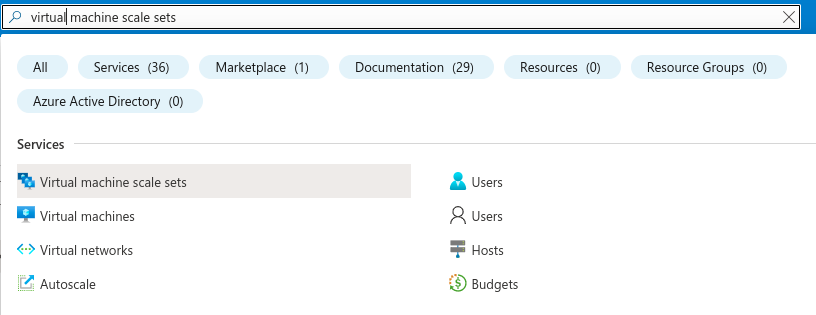 virtual machine scale sets
All Services (36) Marketplace (1) Documentation (29) Resources (0) Resource Groups (0)
Azure Active Directory (0)
Services
Virtual machine scale sets
Virtual machines
Virtual networks
Autoscale
Users
Users
Hosts
Budgets